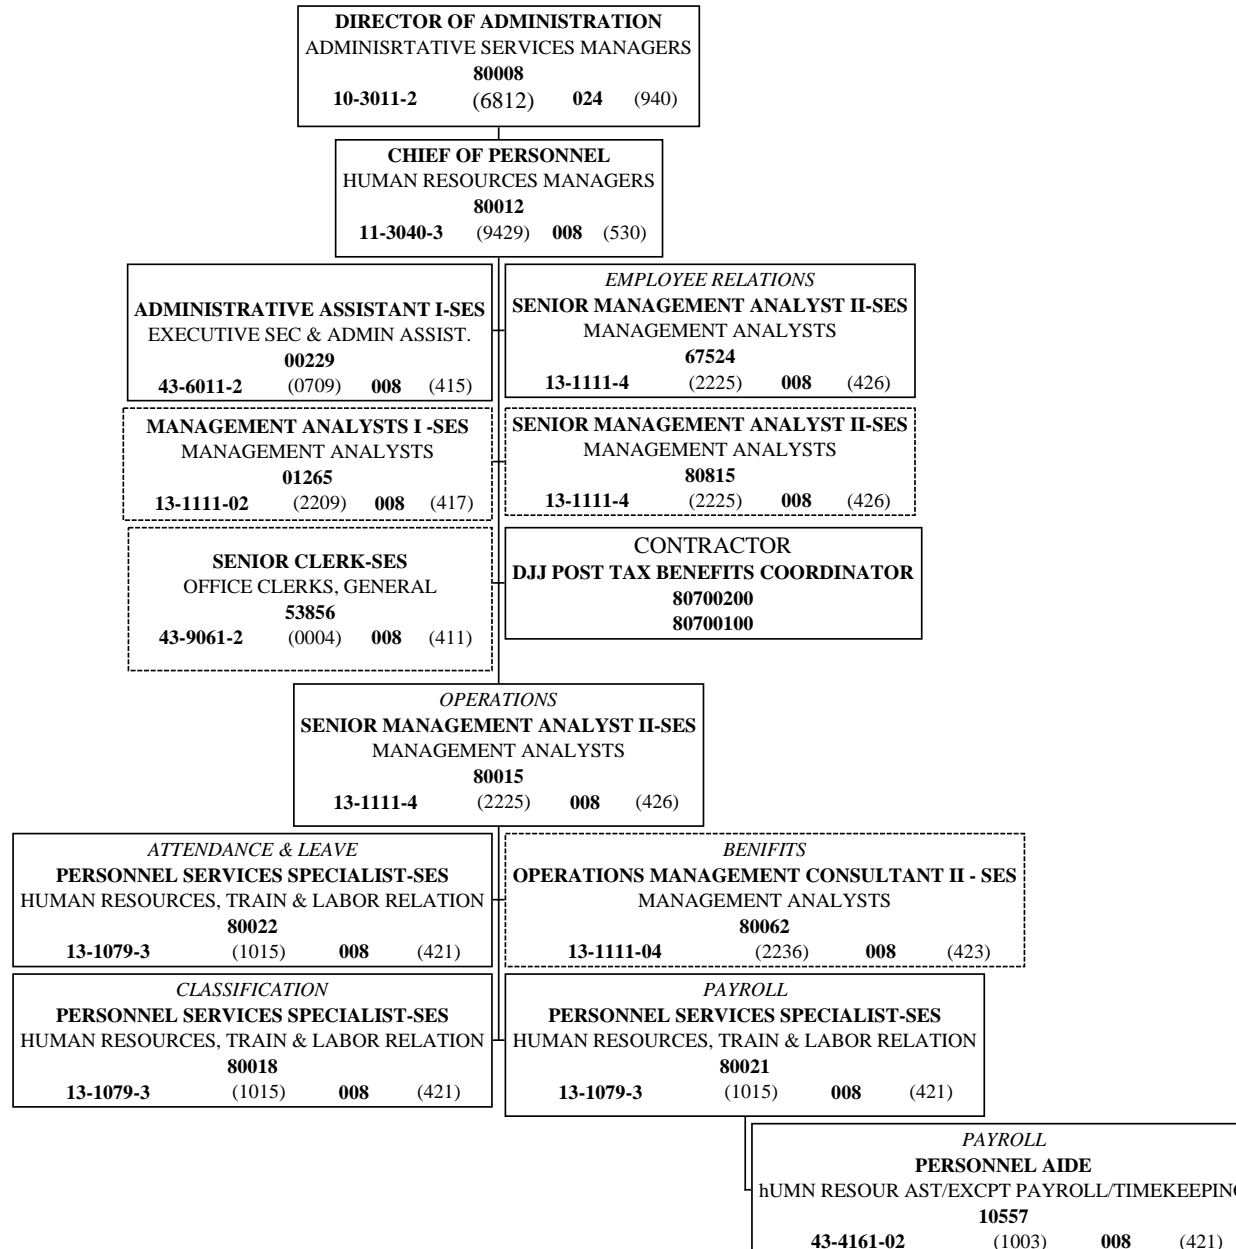 DIRECTOR OF ADMINISTRATION
ADMINISRTATIVE SERVICES MANAGERS
80008
10-3011-2 (6812) 024 (940)
CHIEF OF PERSONNEL
HUMAN RESOURCES MANAGERS
80012
11-3040-3 (9429) 008 (530)
ADMINISTRATIVE ASSISTANT I-SES
EXECUTIVE SEC & ADMIN ASSIST.
00229
43-6011-2 (0709) 008 (415)
EMPLOYEE RELATIONS
SENIOR MANAGEMENT ANALYST II-SES
MANAGEMENT ANALYSTS
67524
13-1111-4 (2225) 008 (426)
MANAGEMENT ANALYSTS I -SES
MANAGEMENT ANALYSTS
01265
13-1111-02 (2209) 008 (417)
SENIOR MANAGEMENT ANALYST II-SES
MANAGEMENT ANALYSTS
80815
13-1111-4 (2225) 008 (426)
SENIOR CLERK-SES
OFFICE CLERKS, GENERAL
53856
43-9061-2 (0004) 008 (411)
CONTRACTOR
DJJ POST TAX BENEFITS COORDINATOR
80700200
80700100
OPERATIONS
SENIOR MANAGEMENT ANALYST II-SES
MANAGEMENT ANALYSTS
80015
13-1111-4 (2225) 008 (426)
ATTENDANCE & LEAVE
PERSONNEL SERVICES SPECIALIST-SES
HUMAN RESOURCES, TRAIN & LABOR RELATION
80022
13-1079-3 (1015) 008 (421)
BENIFITS
OPERATIONS MANAGEMENT CONSULTANT II - SES
MANAGEMENT ANALYSTS
80062
13-1111-04 (2236) 008 (423)
CLASSIFICATION
PERSONNEL SERVICES SPECIALIST-SES
HUMAN RESOURCES, TRAIN & LABOR RELATION
80018
13-1079-3 (1015) 008 (421)
PAYROLL
PERSONNEL SERVICES SPECIALIST-SES
HUMAN RESOURCES, TRAIN & LABOR RELATION
80021
13-1079-3 (1015) 008 (421)
PAYROLL
PERSONNEL AIDE
hUMN RESOUR AST/EXCPT PAYROLL/TIMEKEEPING
10557
43-4161-02 (1003) 008 (421)